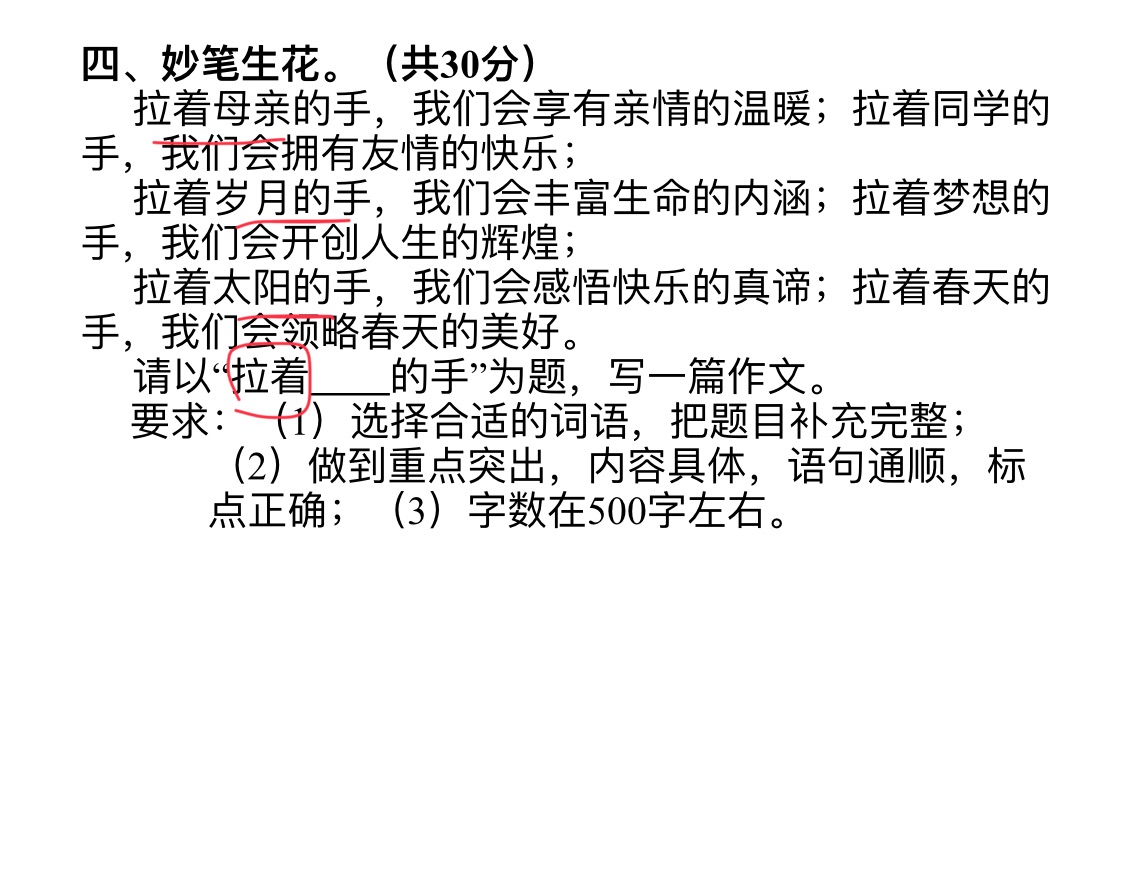 四、妙笔生花。（共30分）
拉着母亲的手，我们会享有亲情的温暖；拉着同学的
手，我们会拥有友情的快乐；
拉着岁月的手，我们会丰富生命的内涵；拉着梦想的
手，我们会开创人生的辉煌；
拉着太阳的手，我们会感悟快乐的真谛；拉着春天的
手，我们会领略春天的美好。
请以“拉着____的手”为题，写一篇作文。
要求：（1）选择合适的词语，把题目补充完整；
（2）做到重点突出，内容具体，语句通顺，标
点正确；（3）字数在500字左右。